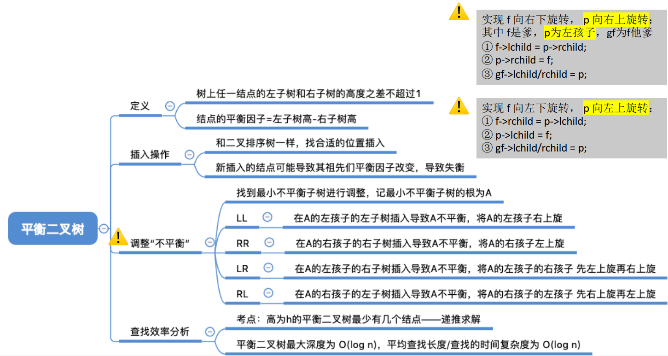 实现 f 向右下旋转， p 向右上旋转：
其中 f是爹，p为左孩子，gf为f他爹
① f->lchild = p->rchild;
② p->rchild = f;
③ gf->lchild/rchild = p;
实现 f 向左下旋转， p 向左上旋转：
① f->rchild = p->lchild;
② p->lchild = f;
③ gf->lchild/rchild = p;
平衡二叉树
定义
树上任一结点的左子树和右子树的高度之差不超过1
结点的平衡因子=左子树高-右子树高
插入操作
和二叉排序树一样，找合适的位置插入
新插入的结点可能导致其祖先们平衡因子改变，导致失衡
调整“不平衡”
找到最小不平衡子树进行调整，记最小不平衡子树的根为A
LL
在A的左孩子的左子树插入导致A不平衡，将A的左孩子右上旋
RR
在A的右孩子的右子树插入导致A不平衡，将A的右孩子左上旋
LR
在A的左孩子的右子树插入导致A不平衡，将A的左孩子的右孩子 先左上旋再右上旋
RL
在A的右孩子的左子树插入导致A不平衡，将A的右孩子的左孩子 先右上旋再左上旋
查找效率分析
考点：高为h的平衡二叉树最少有几个结点——递推求解
平衡二叉树最大深度为 O(log n)，平均查找长度/查找的时间复杂度为 O(log n)